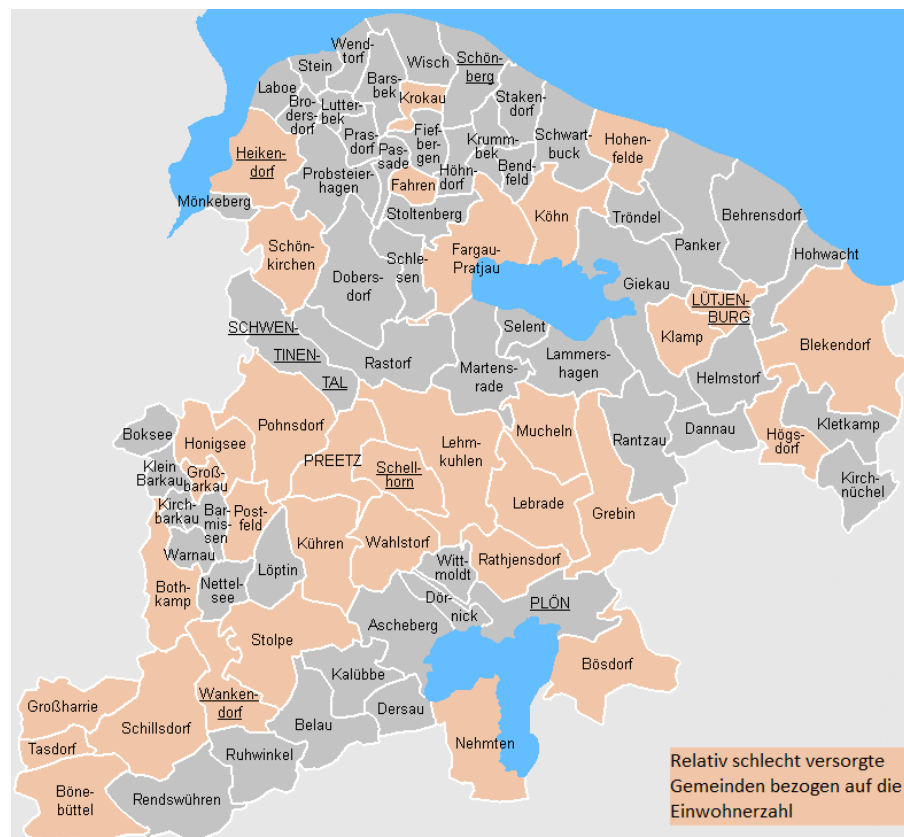 Wend-
torf
Stein
Wisch
Schön-
berg
Laboe
Bars-
bek
Krokau
Bro-
ders-
dorf
Lutter-
bek
Staken-
dorf
Fief-
bergen
Pras-
dorf
Pas-
sade
Krumm-
bek
Schwart-
buck
Hohen-
felde
Heiken-
dorf
Probsteier-
hagen
Fahren
Höhn-
dorf
Bend-
feld
Mönkeberg
Stoltenberg
Köhn
Tröndel
Behrensdorf
Schön-
kirchen
Dobers-
dorf
Schle-
sen
Fargau-
Pratjau
Panker
Hohwacht
Giekau
LÜTJEN-
BURG
SCHWEN-
TINEN-
TAL
Selent
Klamp
Blekendorf
Rastorf
Martens-
rade
Lammers-
hagen
Helmstorf
Boksee
Honigsee
Pohnsdorf
PREETZ
Lehm-
kuhlen
Mucheln
Rantzau
Dannau
Högs-
dorf
Kletkamp
Klein
Barkau
Groß-
barkau
Schell-
horn
Kirch-
nüchel
Kirch-
barkau
Bar-
missen
Post-
feld
Lebrade
Grebin
Warnau
Kühren
Wahlstorf
Rathjensdorf
Both-
kamp
Nettel-
see
Löptin
Witt-
moldt
Dör-
nick
PLÖN
Ascheberg
Stolpe
Bösdorf
Kalübbe
Großharrie
Wanken-
dorf
Dersau
Schillsdorf
Belau
Tasdorf
Nehmten
Ruhwinkel
Böne-
büttel
Rendswühren
Relativ schlecht versorgte
Gemeinden bezogen auf die
Einwohnerzahl